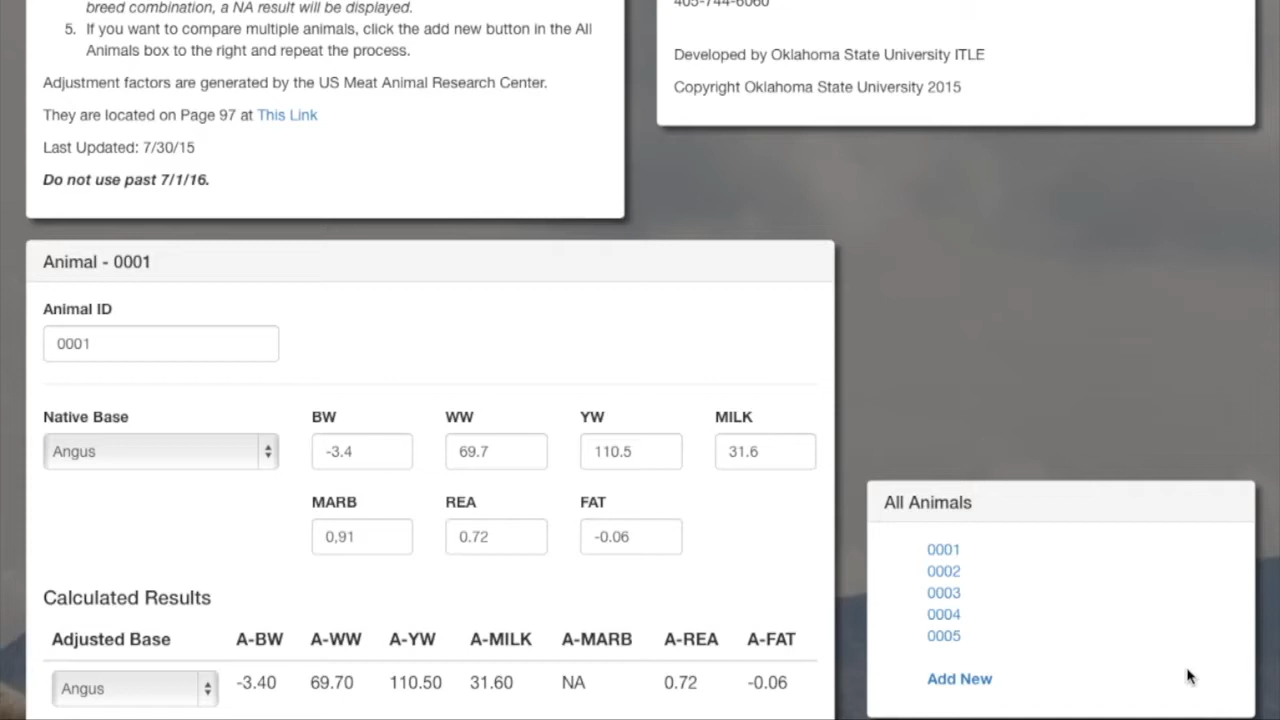 breed combination, a NA result will be displayed.
5. If you want to compare multiple animals, click the add new button in the All
Animals box to the right and repeat the process.
Adjustment factors are generated by the US Meat Animal Research Center.
They are located on Page 97 at This Link
Last Updated: 7/30/15
Do not use past 7/1/16.
405-744-6060
Developed by Oklahoma State University ITLE
Copyright Oklahoma State University 2015
Animal - 0001
Animal ID
0001
Native Base BW WW YW MILK
Angus -3.4 69.7 110.5 31.6
MARB REA FAT
0,91 0.72 -0.06
Calculated Results
Adjusted Base A-BW A-WW A-YW A-MILK A-MARB A-REA A-FAT
Angus -3.40 69.70 110.50 31.60 NA 0.72 -0.06
All Animals
0001
0002
0003
0004
0005
Add New